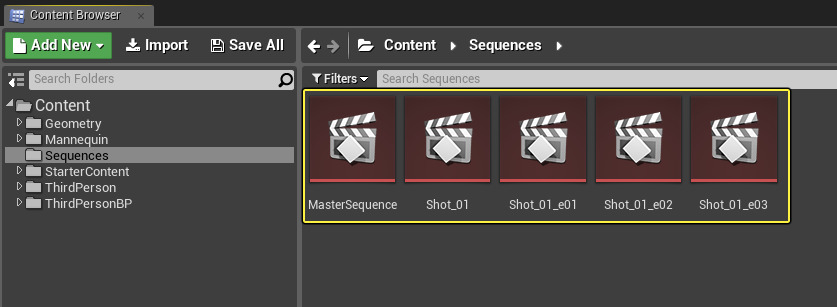 Content Browser
Add New Import Save All Content Sequences
Search Folders Filters Search Sequences
Content
Geometry
Mannequin
Sequences
StarterContent
ThirdPerson
ThirdPersonBP
MasterSequence Shot_01 Shot_01_e01 Shot_01_e02 Shot_01_e03